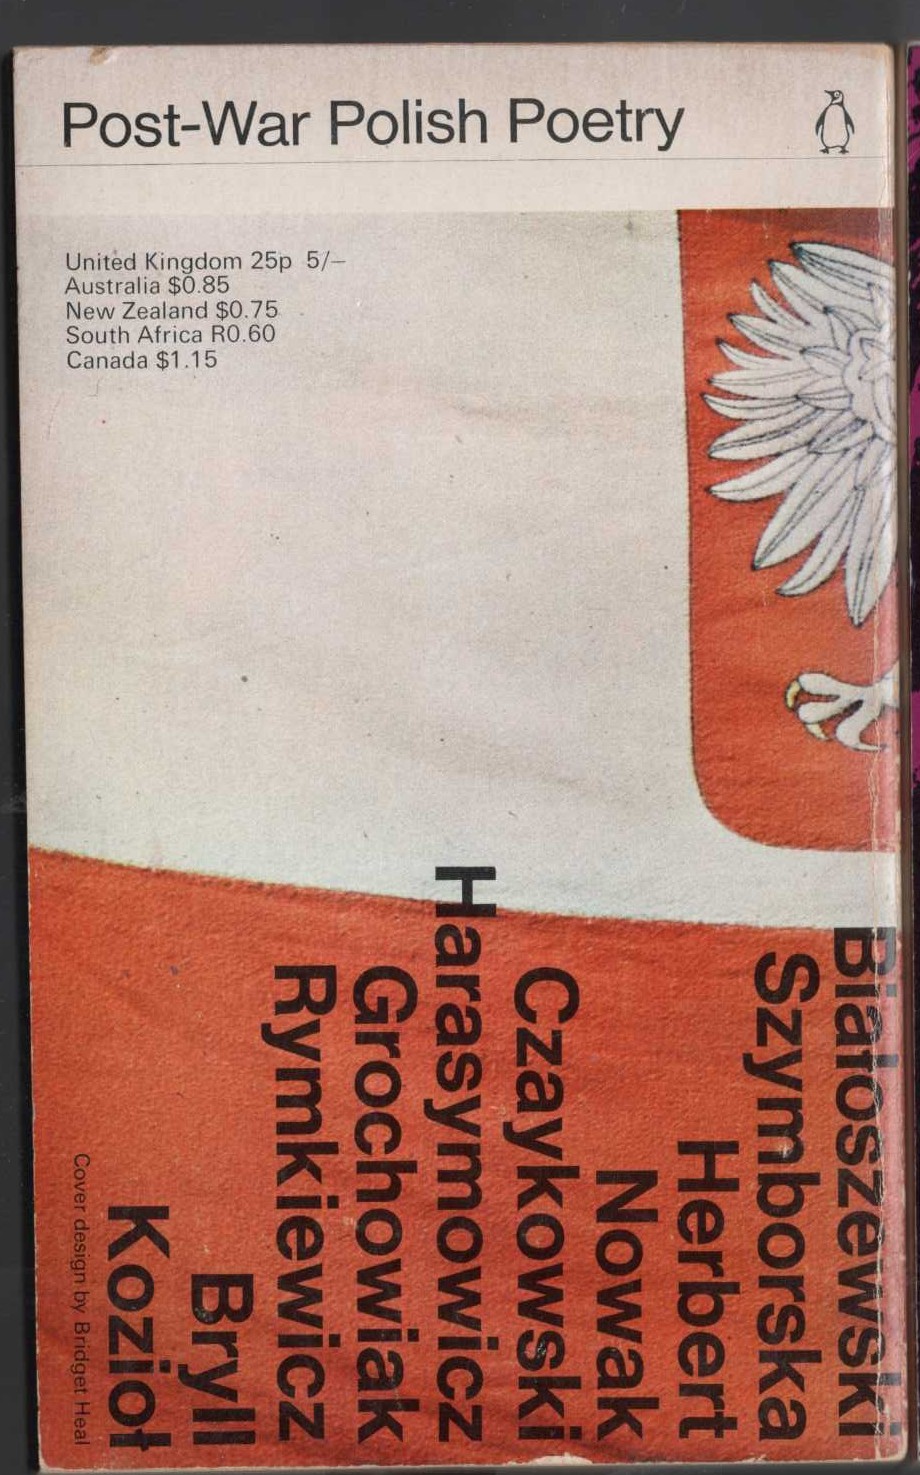 Post-War Polish Poetry
United Kingdom 25p 5/–
Australia $0.85
New Zealand $0.75
South Africa R0.60
Canada $1.15
Białoszewski
Szymborska
Herbert
Nowak
Czaykowski
Harasymowicz
Grochowiak
Rymkiewicz
Bryll
Kozioł
Cover design by Bridget Heal